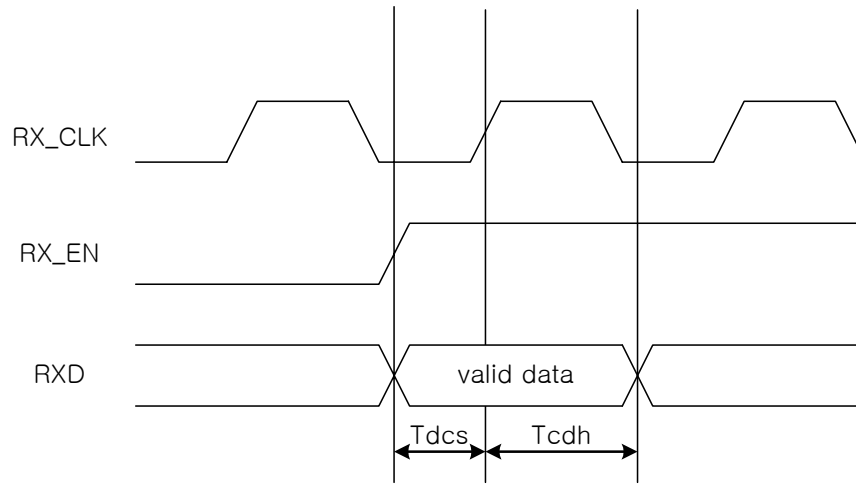 RX_CLK
RX_EN
RXD
valid data
Tdcs
Tcdh